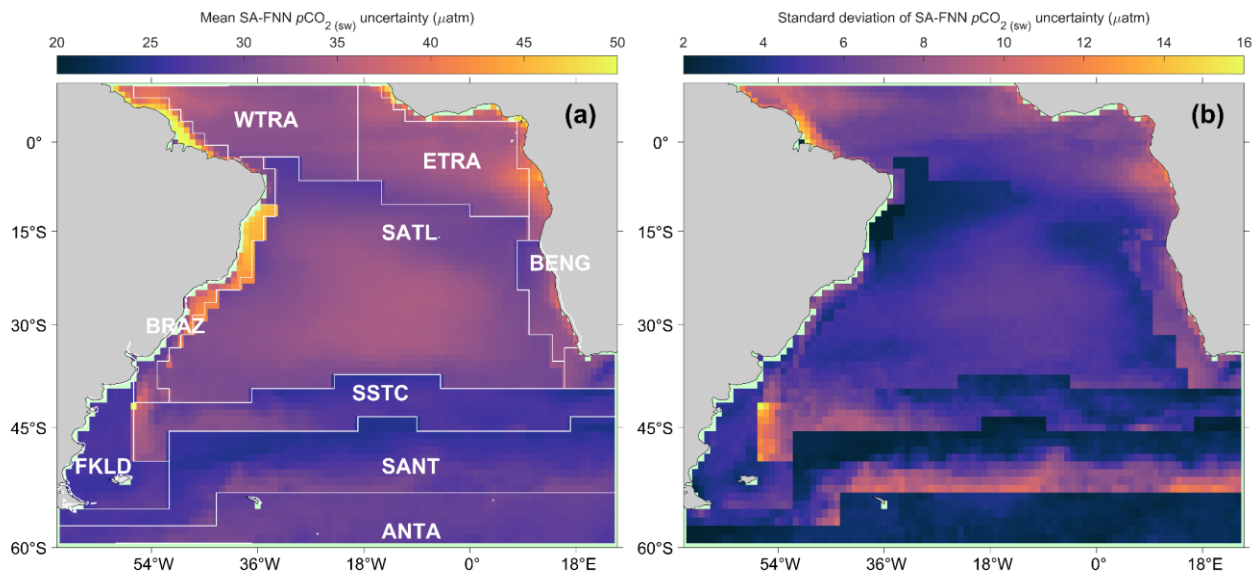 Mean SA-FNN pCO2 (sw) uncertainty (μatm)
20 25 30 35 40 45 50
(a)
WTRA
ETRA
SATL
BENG
BRAZ
SSTC
FKLD
SANT
ANTA
0°
15°S
30°S
45°S
60°S
54°W 36°W 18°W 0° 18°E
Standard deviation of SA-FNN pCO2 (sw) uncertainty (μatm)
2 4 6 8 10 12 14 16
(b)
0°
15°S
30°S
45°S
60°S
54°W 36°W 18°W 0° 18°E